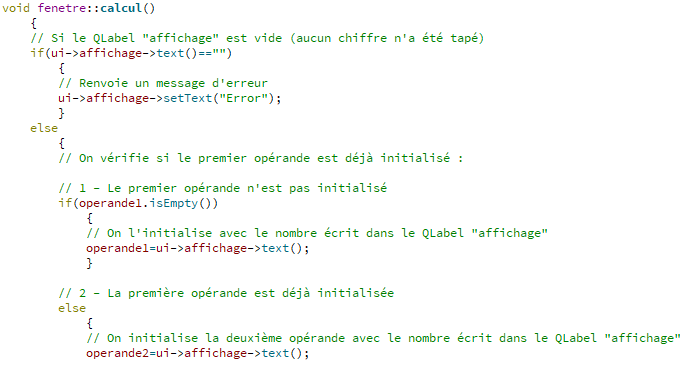 void fenetre::calcul()
{
// Si le QLabel "affichage" est vide (aucun chiffre n'a été tapé)
if(ui->affichage->text()=="")
{
// Renvoie un message d'erreur
ui->affichage->setText("Error");
}
else
{
// On vérifie si le premier opérande est déjà initialisé :
// 1 – Le premier opérande n'est pas initialisé
if(operande1.isEmpty())
{
// On l'initialise avec le nombre écrit dans le QLabel "affichage"
operande1=ui->affichage->text();
}
// 2 – La première opérande est déjà initialisée
else
{
// On initialise la deuxième opérande avec le nombre écrit dans le QLabel "affichage"
operande2=ui->affichage->text();